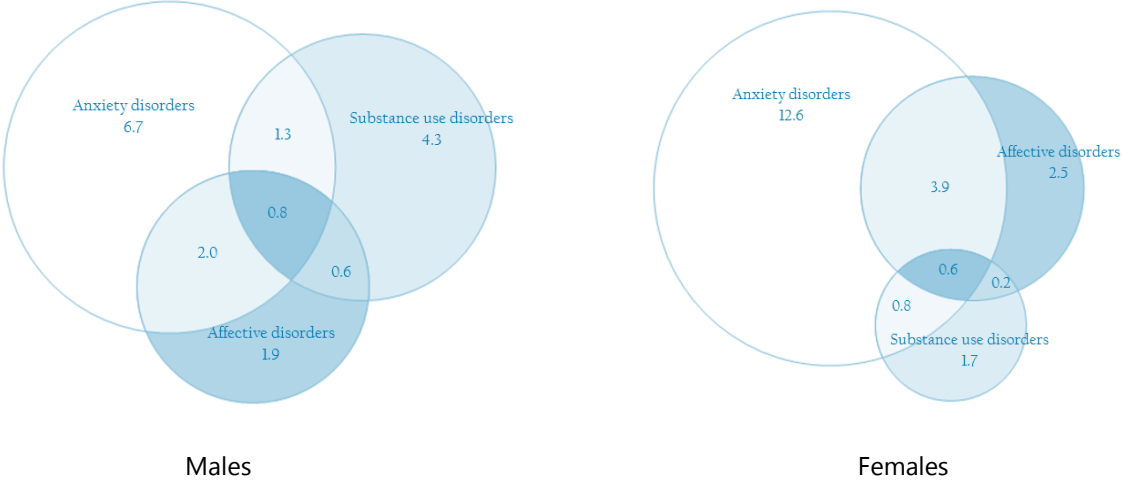 Anxiety disorders
6.7
1.3
Substance use disorders
4.3
0.8
2.0
0.6
Affective disorders
1.9
Males
Anxiety disorders
12.6
Affective disorders
2.5
3.9
0.6
0.2
0.8
Substance use disorders
1.7
Females